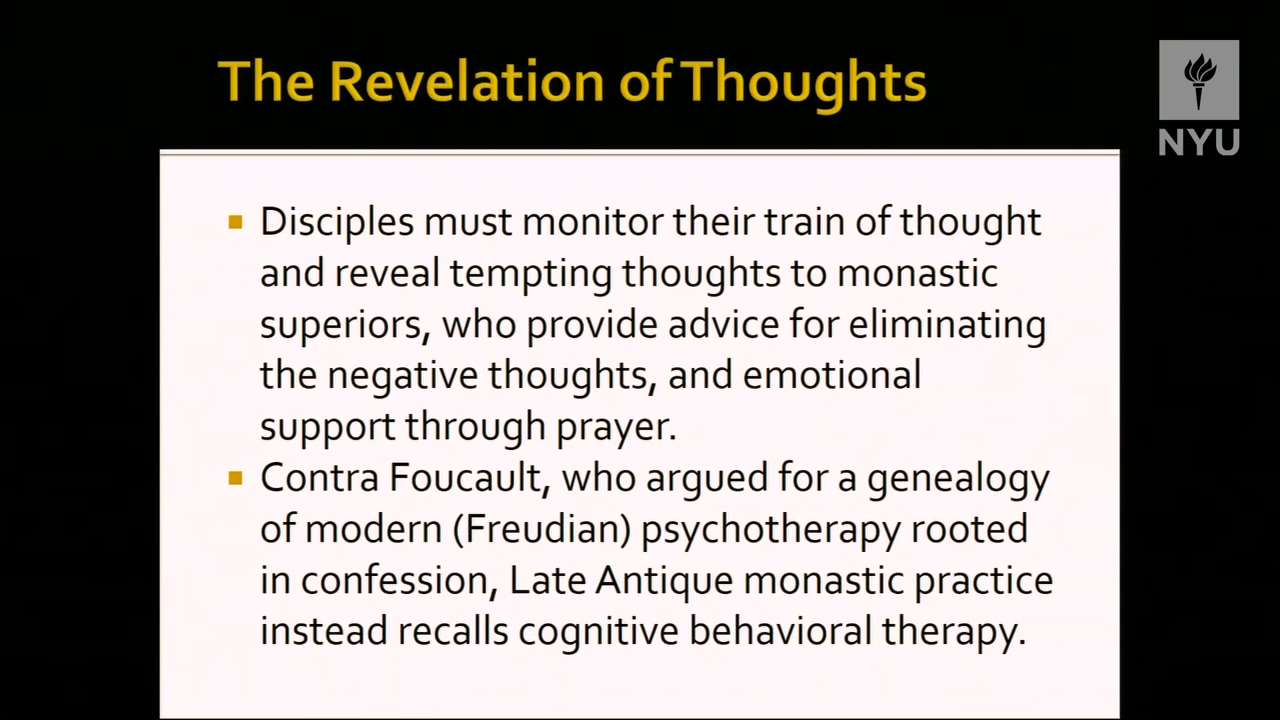 The Revelation of Thoughts
NYU
Disciples must monitor their train of thought
and reveal tempting thoughts to monastic
superiors, who provide advice for eliminating
the negative thoughts, and emotional
support through prayer.
Contra Foucault, who argued for a genealogy
of modern (Freudian) psychotherapy rooted
in confession, Late Antique monastic practice
instead recalls cognitive behavioral therapy.